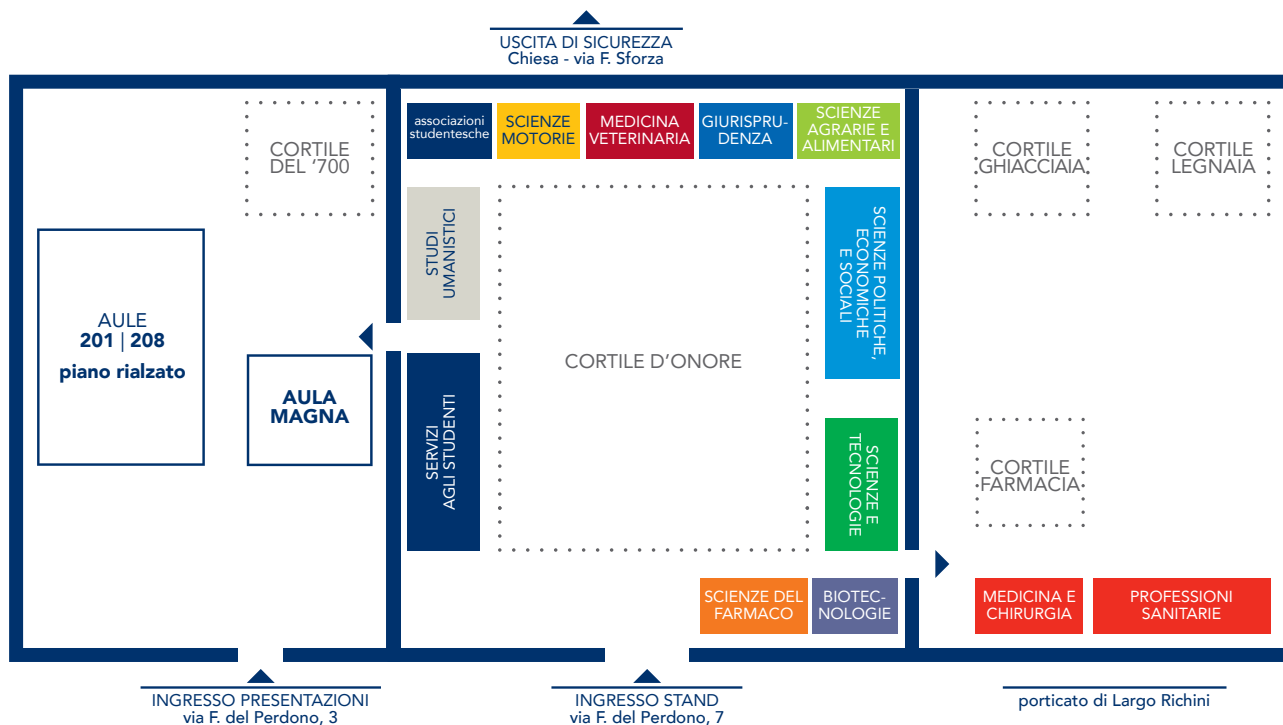 USCITA DI SICUREZZA
Chiesa - via F. Sforza
CORTILE
DEL '700
associazioni
studentesche
SCIENZE
MOTORIE
MEDICINA
VETERINARIA
GIURISPRU-
DENZA
SCIENZE
AGRARIE E
ALIMENTARI
CORTILE
GHIACCIAIA
CORTILE
LEGNAIA
STUDI
UMANISTICI
SCIENZE POLITICHE,
ECONOMICHE
E SOCIALI
AULE
201 | 208
piano rialzato
AULA
MAGNA
CORTILE D'ONORE
SERVIZI
AGLI STUDENTI
SCIENZE E
TECNOLOGIE
CORTILE
FARMACIA
SCIENZE DEL
FARMACO
BIOTEC-
NOLOGIE
MEDICINA E
CHIRURGIA
PROFESSIONI
SANITARIE
INGRESSO PRESENTAZIONI
via F. del Perdono, 3
INGRESSO STAND
via F. del Perdono, 7
porticato di Largo Richini